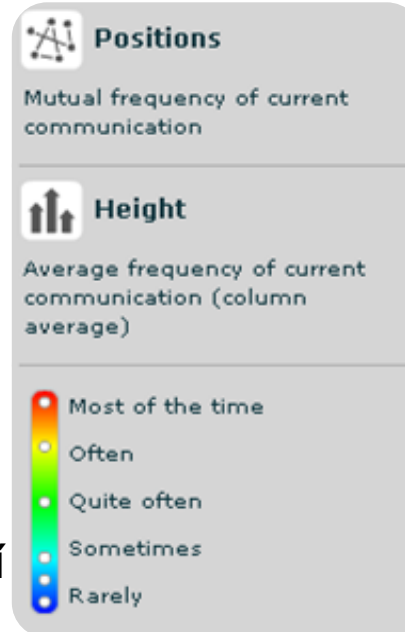 Positions
Mutual frequency of current
communication
Height
Average frequency of current
communication (column
average)
Most of the time
Often
Quite often
Sometimes
í
Rarely